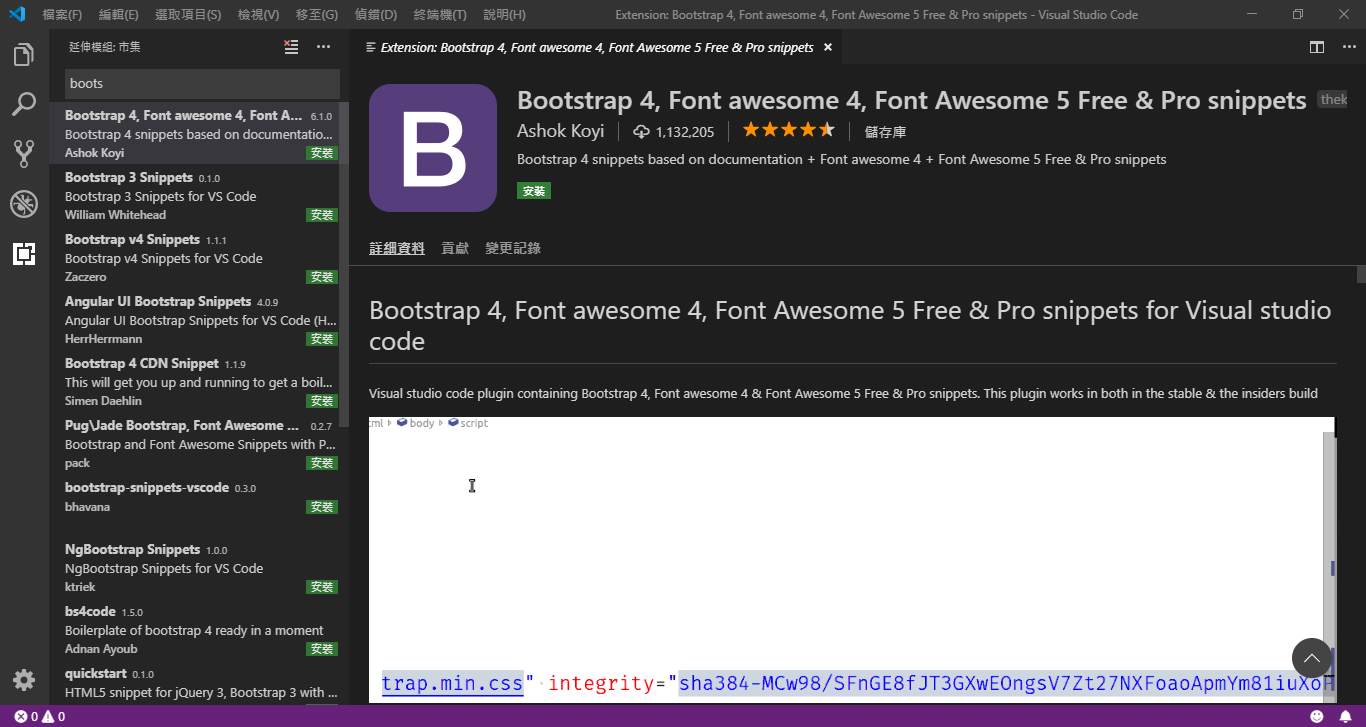 檔案(F) 編輯(E) 選取項目(S) 檢視(V) 移至(G) 偵錯(D) 終端機(T) 說明(H) Extension: Bootstrap 4, Font awesome 4, Font Awesome 5 Free & Pro snippets - Visual Studio Code
延伸模組: 市集
Extension: Bootstrap 4, Font awesome 4, Font Awesome 5 Free & Pro snippets
boots
Bootstrap 4, Font awesome 4, Font A... 6.1.0
Bootstrap 4 snippets based on documentatio...
Ashok Koyi 安裝
Bootstrap 3 Snippets 0.1.0
Bootstrap 3 Snippets for VS Code
William Whitehead 安裝
Bootstrap v4 Snippets 1.1.1
Bootstrap v4 Snippets for VS Code
Zaczero 安裝
Angular UI Bootstrap Snippets 4.0.9
Angular UI Bootstrap Snippets for VS Code (H...
HerrHerrmann 安裝
Bootstrap 4 CDN Snippet 1.1.9
This will get you up and running to get a boil...
Simen Daehlin 安裝
Pug\Jade Bootstrap, Font Awesome ... 0.2.7
Bootstrap and Font Awesome Snippets with P...
pack 安裝
bootstrap-snippets-vscode 0.3.0
bhavana 安裝
NgBootstrap Snippets 1.0.0
NgBootstrap Snippets for VS Code
ktriek 安裝
bs4code 1.5.0
Boilerplate of bootstrap 4 ready in a moment
Adnan Ayoub 安裝
quickstart 0.1.0
HTML5 snippet for jQuery 3, Bootstrap 3 with ...
B
Bootstrap 4, Font awesome 4, Font Awesome 5 Free & Pro snippets thek
Ashok Koyi 1,132,205 儲存庫
Bootstrap 4 snippets based on documentation + Font awesome 4 + Font Awesome 5 Free & Pro snippets
安裝
詳細資料 貢獻 變更記錄
Bootstrap 4, Font awesome 4, Font Awesome 5 Free & Pro snippets for Visual studio
code
Visual studio code plugin containing Bootstrap 4, Font awesome 4 & Font Awesome 5 Free & Pro snippets. This plugin works in both in the stable & the insiders build
tml body script
trap.min.css" integrity="sha384-MCw98/SFnGE8fJT3GXwEOngsV7Zt27NXFoaoApmYm81iuXoH
0 0